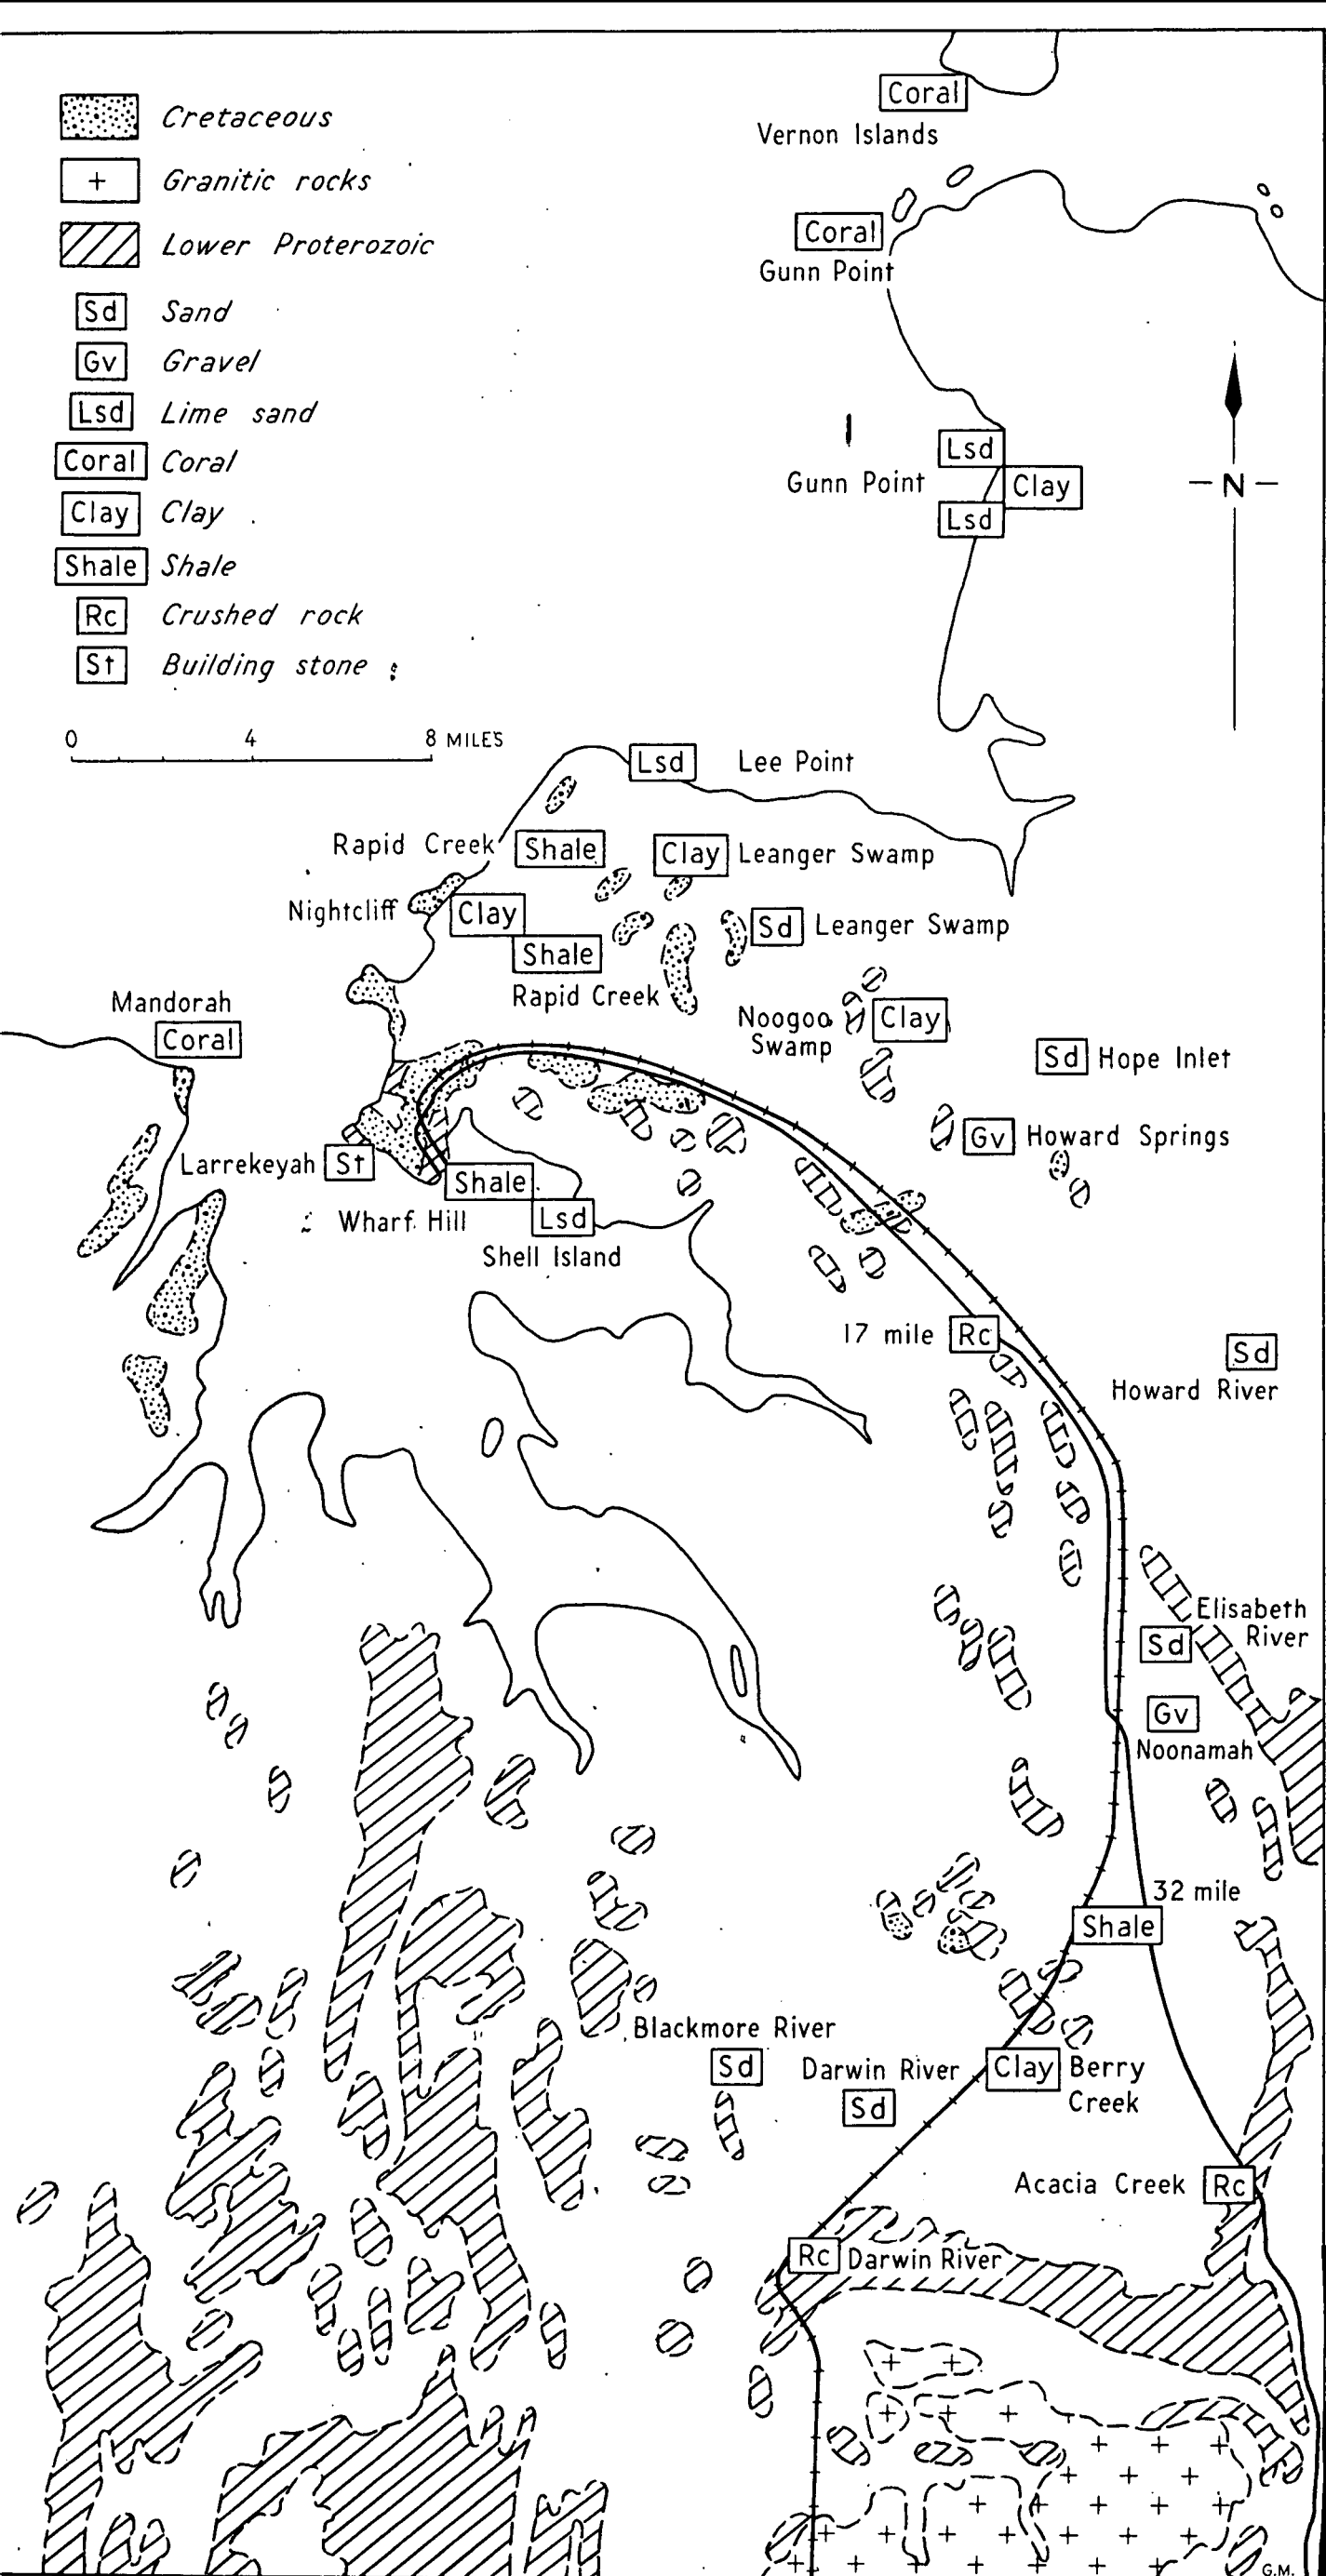 Coral
Vernon Islands
Cretaceous
+ Granitic rocks
Lower Proterozoic
Coral
Gunn Point
Sd Sand
Gv Gravel
Lsd Lime sand
Coral Coral
Clay Clay
Shale Shale
Rc Crushed rock
St Building stone
Lsd
Gunn Point
Clay
Lsd
N
0 4 8 MILES
Lsd Lee Point
Rapid Creek Shale
Clay Leanger Swamp
Nightcliff Clay
Sd Leanger Swamp
Shale
Rapid Creek
Mandorah
Coral
Noogoo
Swamp
Clay
Sd Hope Inlet
Gv Howard Springs
Larrekeyah St
Shale
Wharf Hill
Lsd
Shell Island
17 mile Rc
Sd
Howard River
Elisabeth
River
Sd
Gv
Noonamah
32 mile
Shale
Blackmore River
Sd
Darwin River
Sd
Clay Berry
Creek
Acacia Creek Rc
Rc Darwin River
G.M.